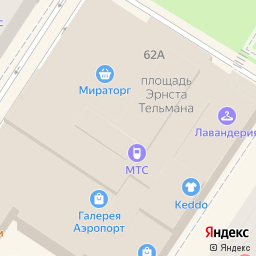 62А
Мираторг
площадь
Эрнста
Тельмана
Лавандерия
МТС
Keddo
Галерея
Аэропорт
Яндекс